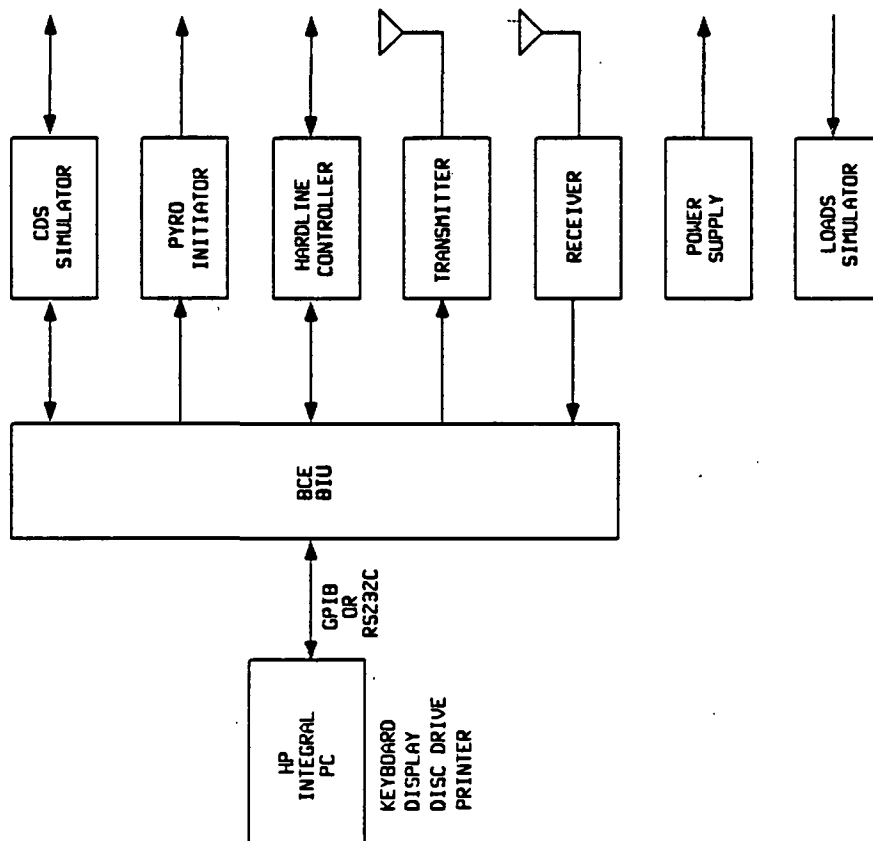 CDS
SIMULATOR
PYRO
INITIATOR
HARDLINE
CONTROLLER
TRANSMITTER
RECEIVER
POWER
SUPPLY
LOADS
SIMULATOR
BCE
BIU
GPIB
OR
RS232C
HP
INTEGRAL
PC
KEYBOARD
DISPLAY
DISC DRIVE
PRINTER